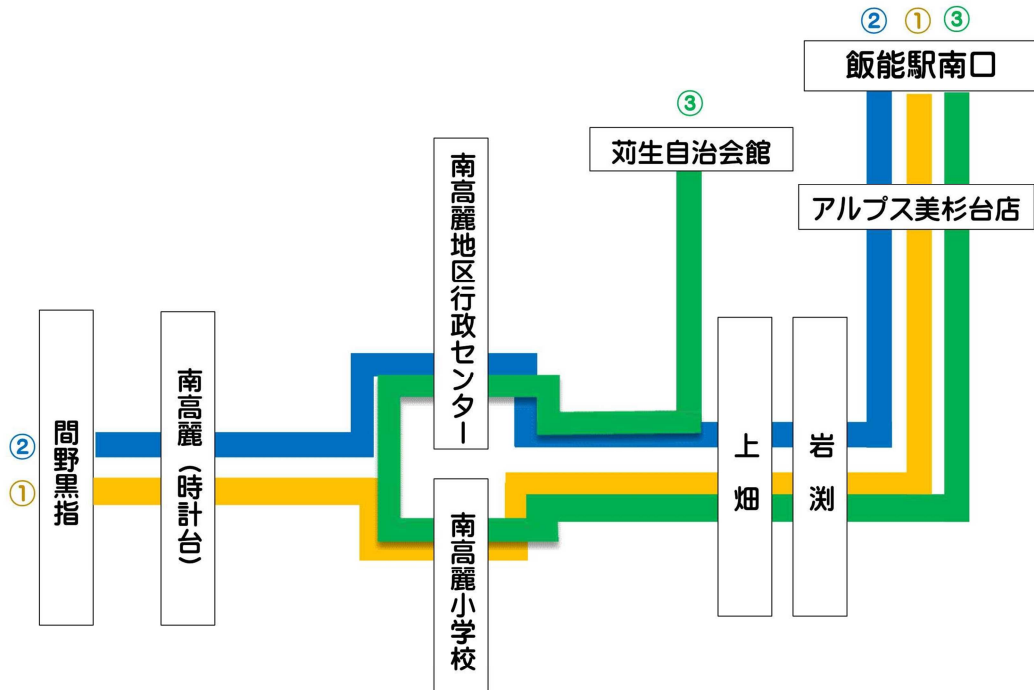 ② ① ③
飯能駅南口
③
苅生自治会館
アルプス美杉台店
南高麗地区行政センター
間野黒指
南高麗（時計台）
上畑
岩渕
②
①
南高麗小学校